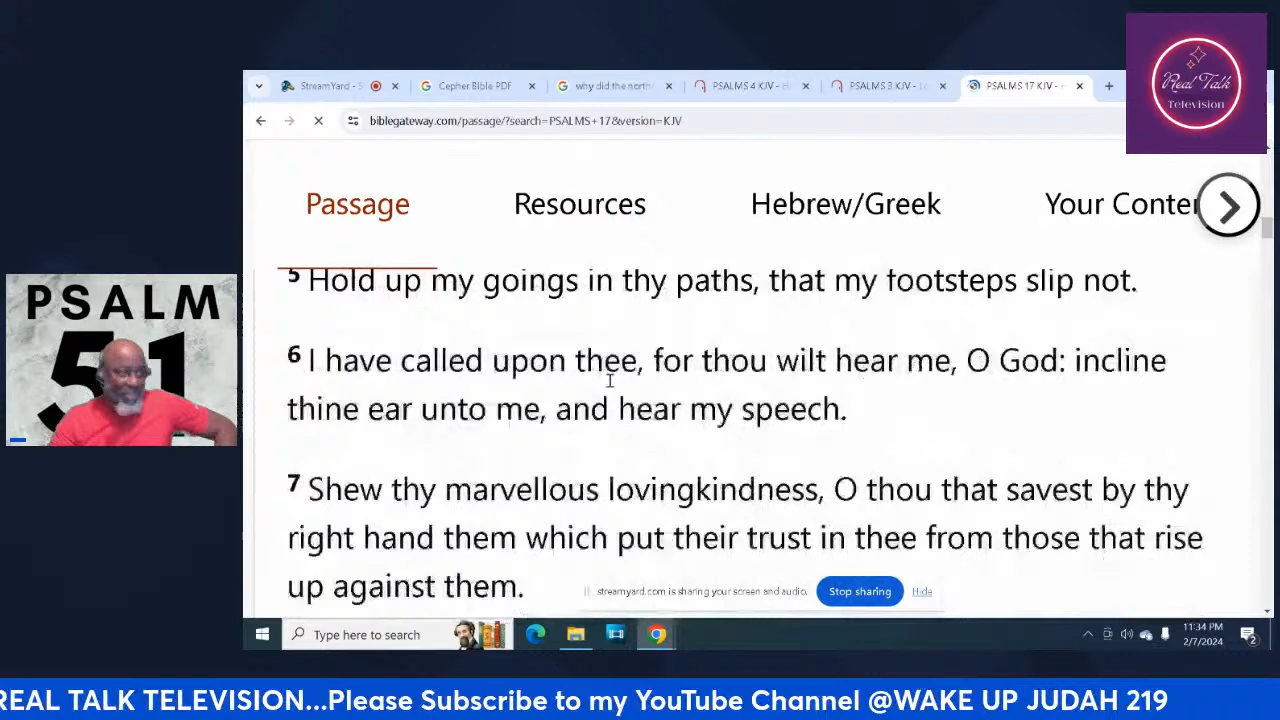 Real Talk
Television
StreamYard - S
Cepher Bible PDF
why did the north
PSALMS 4 KJV - H
PSALMS 3 KJV - L
PSALMS 17 KJV -
biblegateway.com/passage/?search=PSALMS+17&version=KJV
Passage
Resources
Hebrew/Greek
Your Conte
5 Hold up my goings in thy paths, that my footsteps slip not.
6 I have called upon thee, for thou wilt hear me, O God: incline
thine ear unto me, and hear my speech.
7 Shew thy marvellous lovingkindness, O thou that savest by thy
right hand them which put their trust in thee from those that rise
up against them.
streamyard.com is sharing your screen and audio.
Stop sharing
Hide
PSALM
51
Type here to search
11:34 PM
2/7/2024
2
REAL TALK TELEVISION...Please Subscribe to my YouTube Channel @WAKE UP JUDAH 219